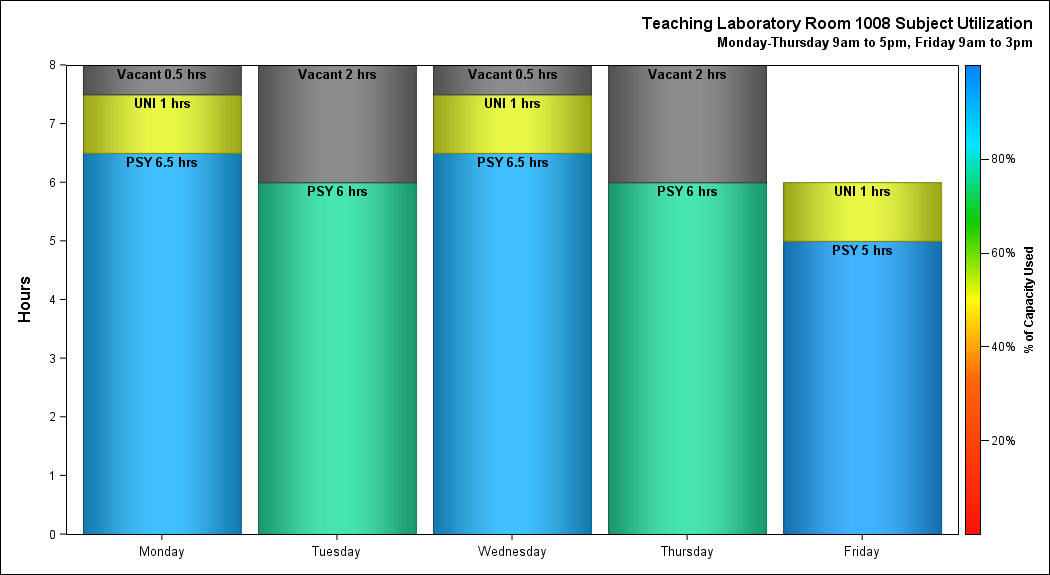 Teaching Laboratory Room 1008 Subject Utilization
Monday-Thursday 9am to 5pm, Friday 9am to 3pm
Hours
8
7
6
5
4
3
2
1
0
Vacant 0.5 hrs
UNI 1 hrs
PSY 6.5 hrs
Vacant 2 hrs
PSY 6 hrs
Vacant 0.5 hrs
UNI 1 hrs
PSY 6.5 hrs
Vacant 2 hrs
PSY 6 hrs
UNI 1 hrs
PSY 5 hrs
Monday
Tuesday
Wednesday
Thursday
Friday
80%
60%
40%
20%
% of Capacity Used